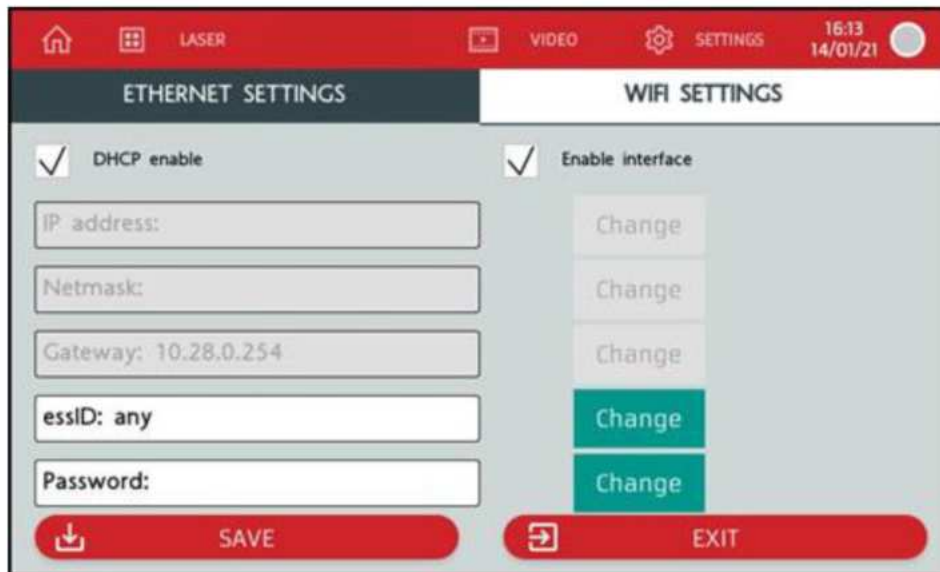 LASER VIDEO SETTINGS 16:13
14/01/21
ETHERNET SETTINGS WIFI SETTINGS
DHCP enable Enable interface
IP address: Change
Netmask: Change
Gateway: 10.28.0.254 Change
essID: any Change
Password: Change
SAVE EXIT